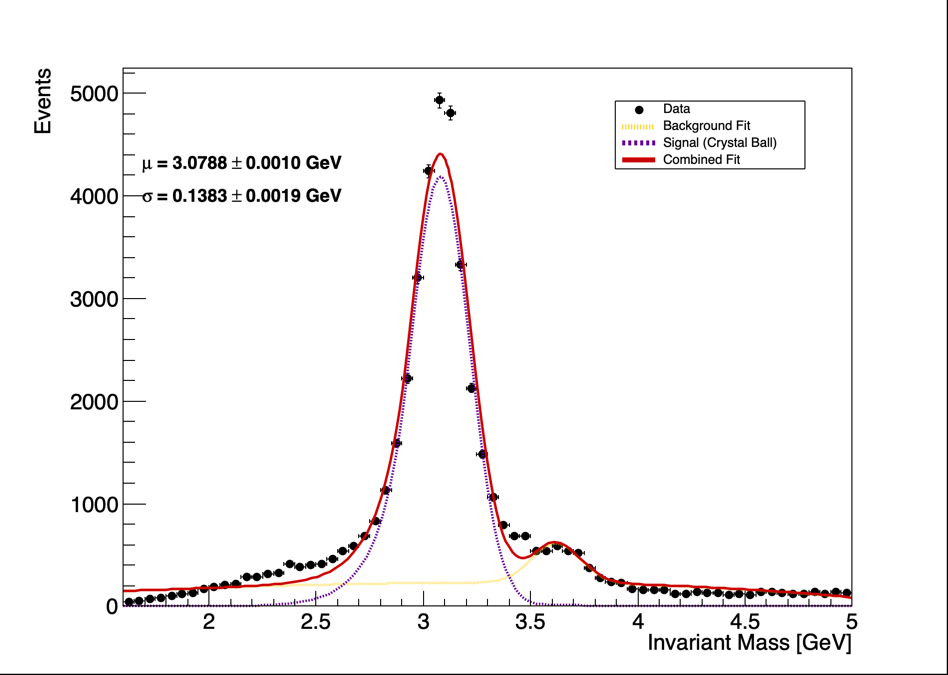 Events
5000
4000
3000
2000
1000
0
μ = 3.0788 ± 0.0010 GeV
σ = 0.1383 ± 0.0019 GeV
Data
Background Fit
Signal (Crystal Ball)
Combined Fit
2 2.5 3 3.5 4 4.5 5
Invariant Mass [GeV]